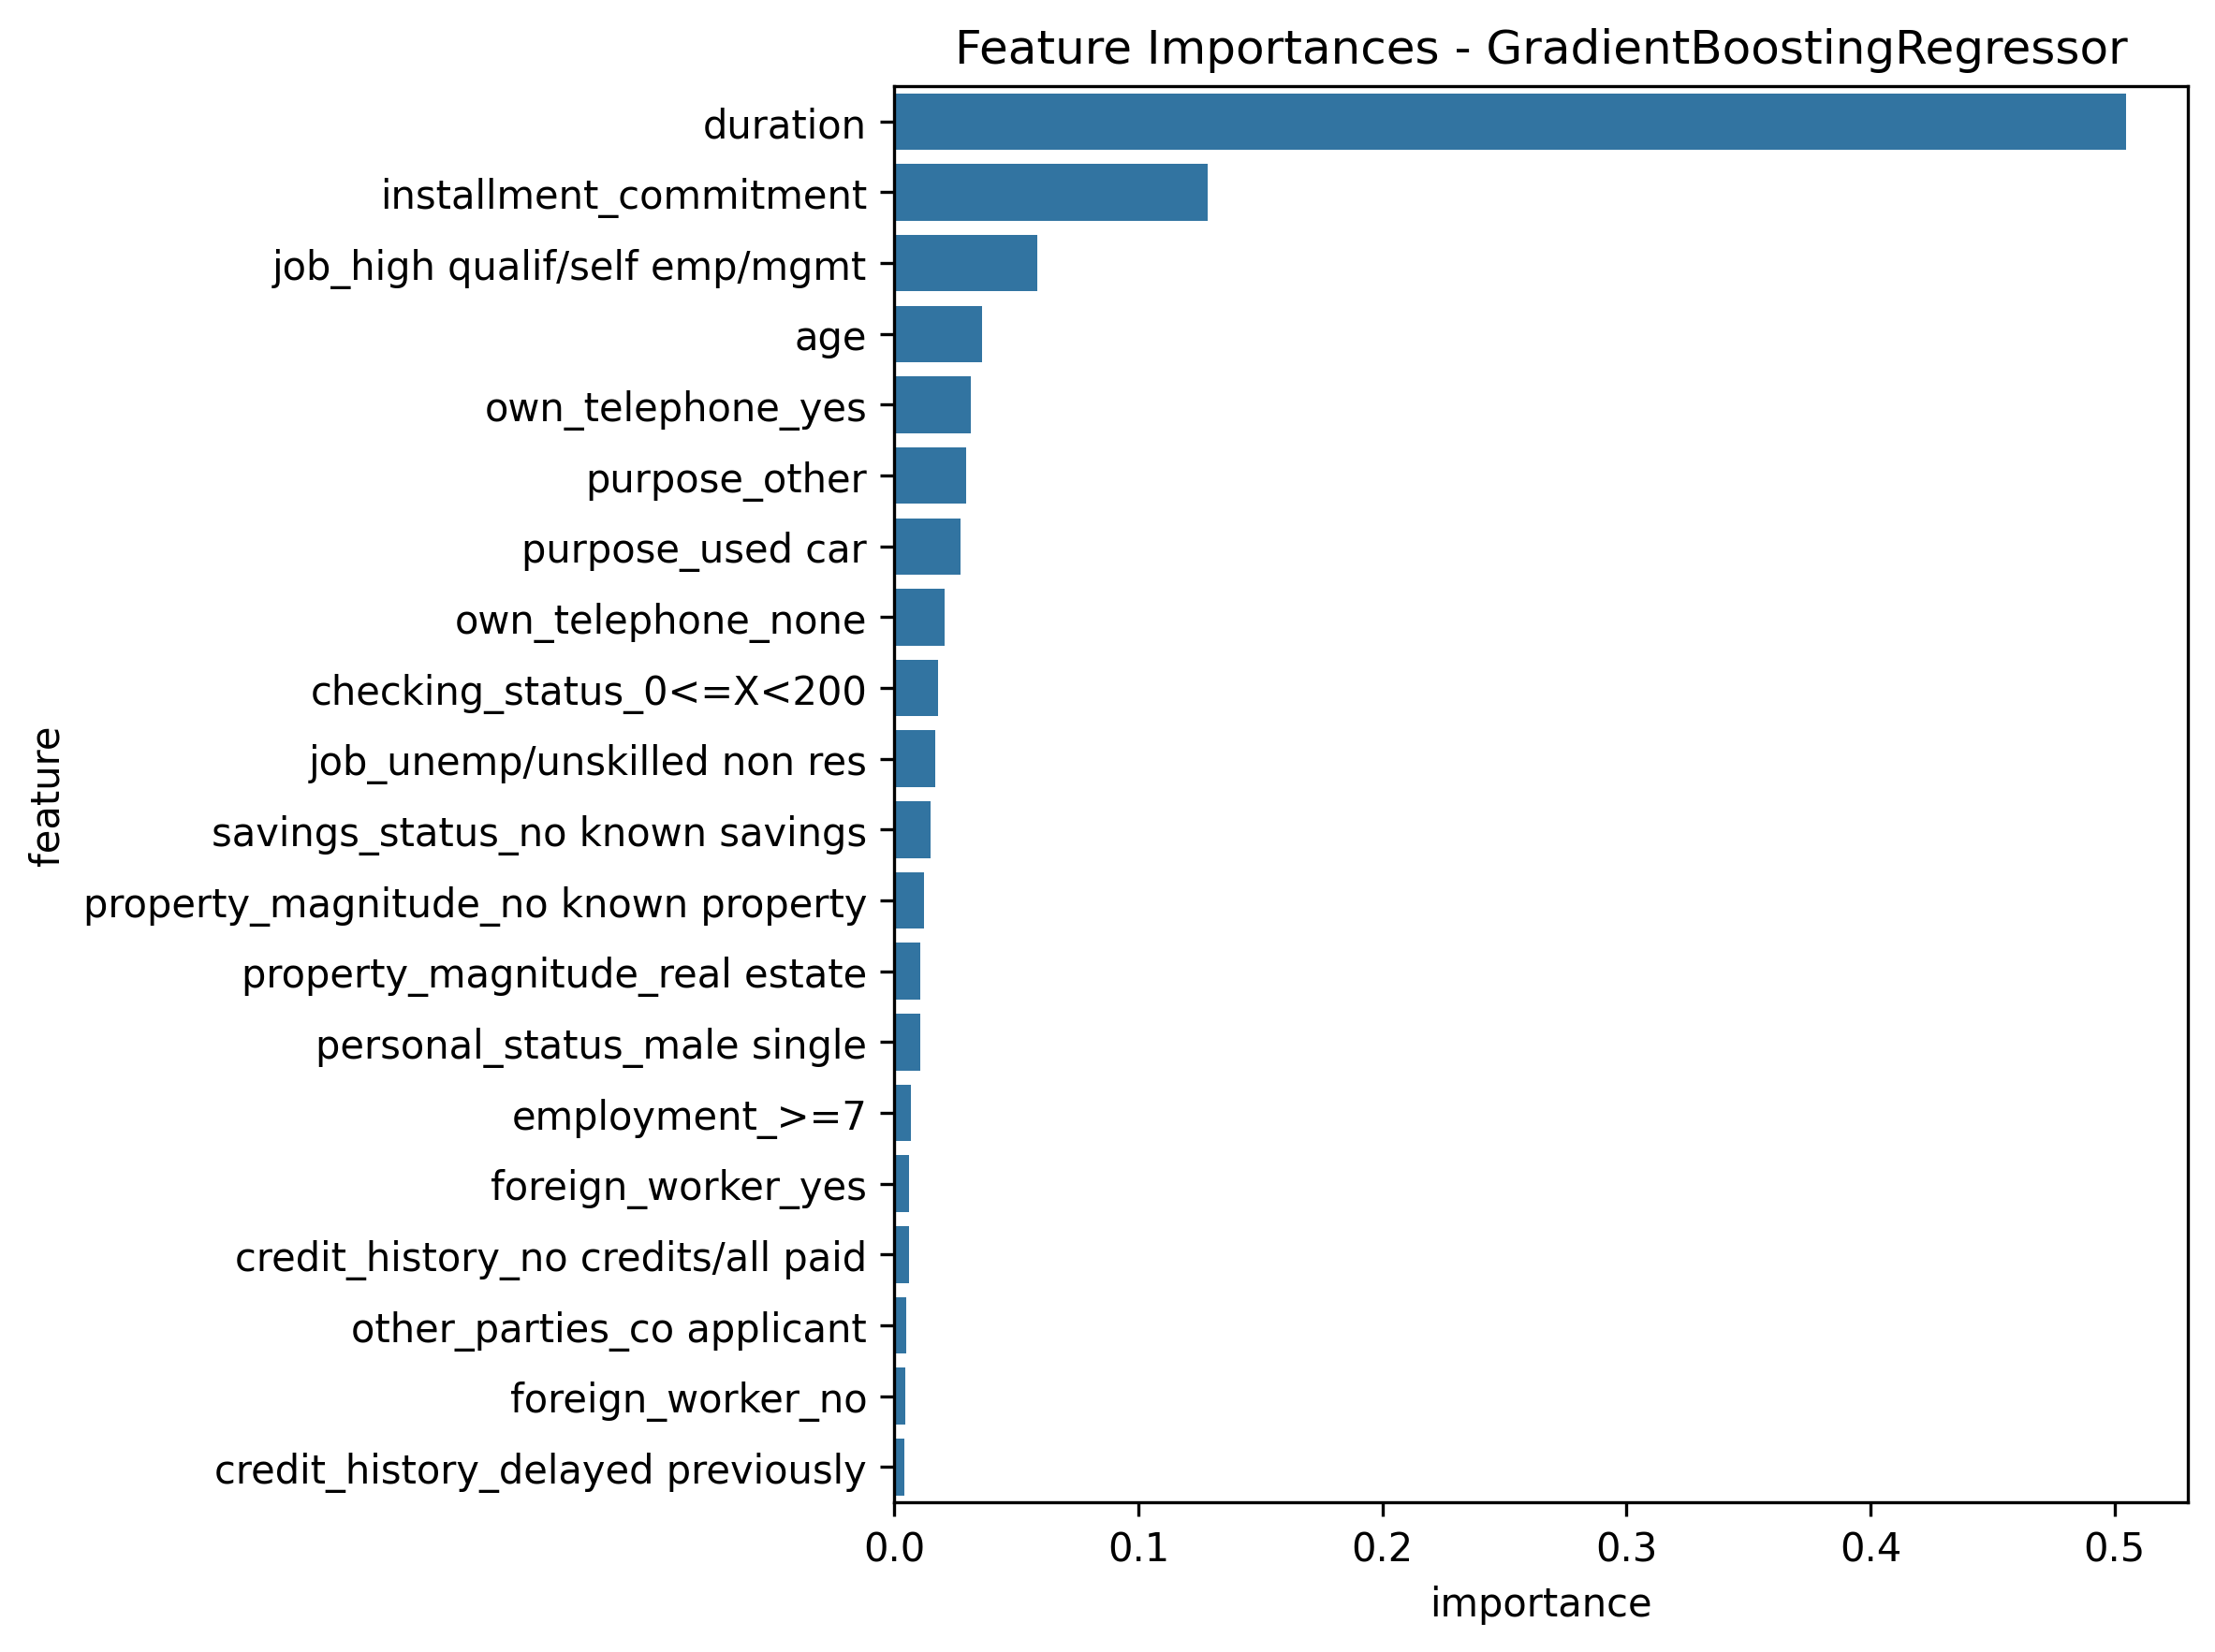 Feature Importances - GradientBoostingRegressor
duration
installment_commitment
job_high qualif/self emp/mgmt
age
own_telephone_yes
purpose_other
purpose_used car
own_telephone_none
checking_status_0<=X<200
job_unemp/unskilled non res
savings_status_no known savings
property_magnitude_no known property
property_magnitude_real estate
personal_status_male single
employment_>=7
foreign_worker_yes
credit_history_no credits/all paid
other_parties_co applicant
foreign_worker_no
credit_history_delayed previously
feature
0.0 0.1 0.2 0.3 0.4 0.5
importance